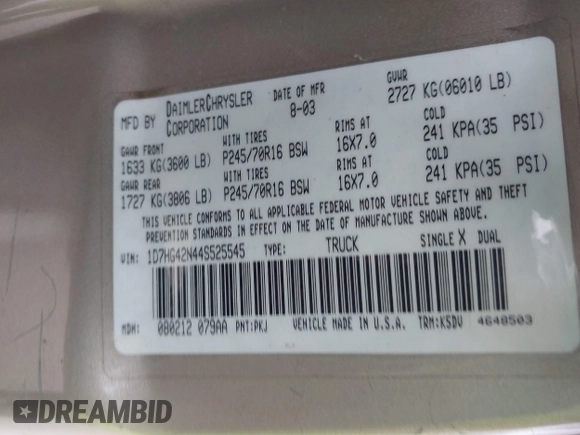 MFD BY DAIMLERCHRYSLER CORPORATION DATE OF MFR 8-03 GVWR 2727 KG(06010 LB)
GAWR FRONT WITH TIRES RIMS AT COLD
1633 KG(3600 LB) P245/70R16 BSW 16X7.0 241 KPA(35 PSI)
GAWR REAR WITH TIRES RIMS AT COLD
1727 KG(3806 LB) P245/70R16 BSW 16X7.0 241 KPA(35 PSI)
THIS VEHICLE CONFORMS TO ALL APPLICABLE FEDERAL MOTOR VEHICLE SAFETY AND THEFT
PREVENTION STANDARDS IN EFFECT ON THE DATE OF MANUFACTURE SHOWN ABOVE.
VIN: 1D7HG42N44S525545 TYPE: TRUCK SINGLE X DUAL
MDH: 080212 079AA PNT:PKJ VEHICLE MADE IN U.S.A. TRM:K5DV 4648503
DREAMBID